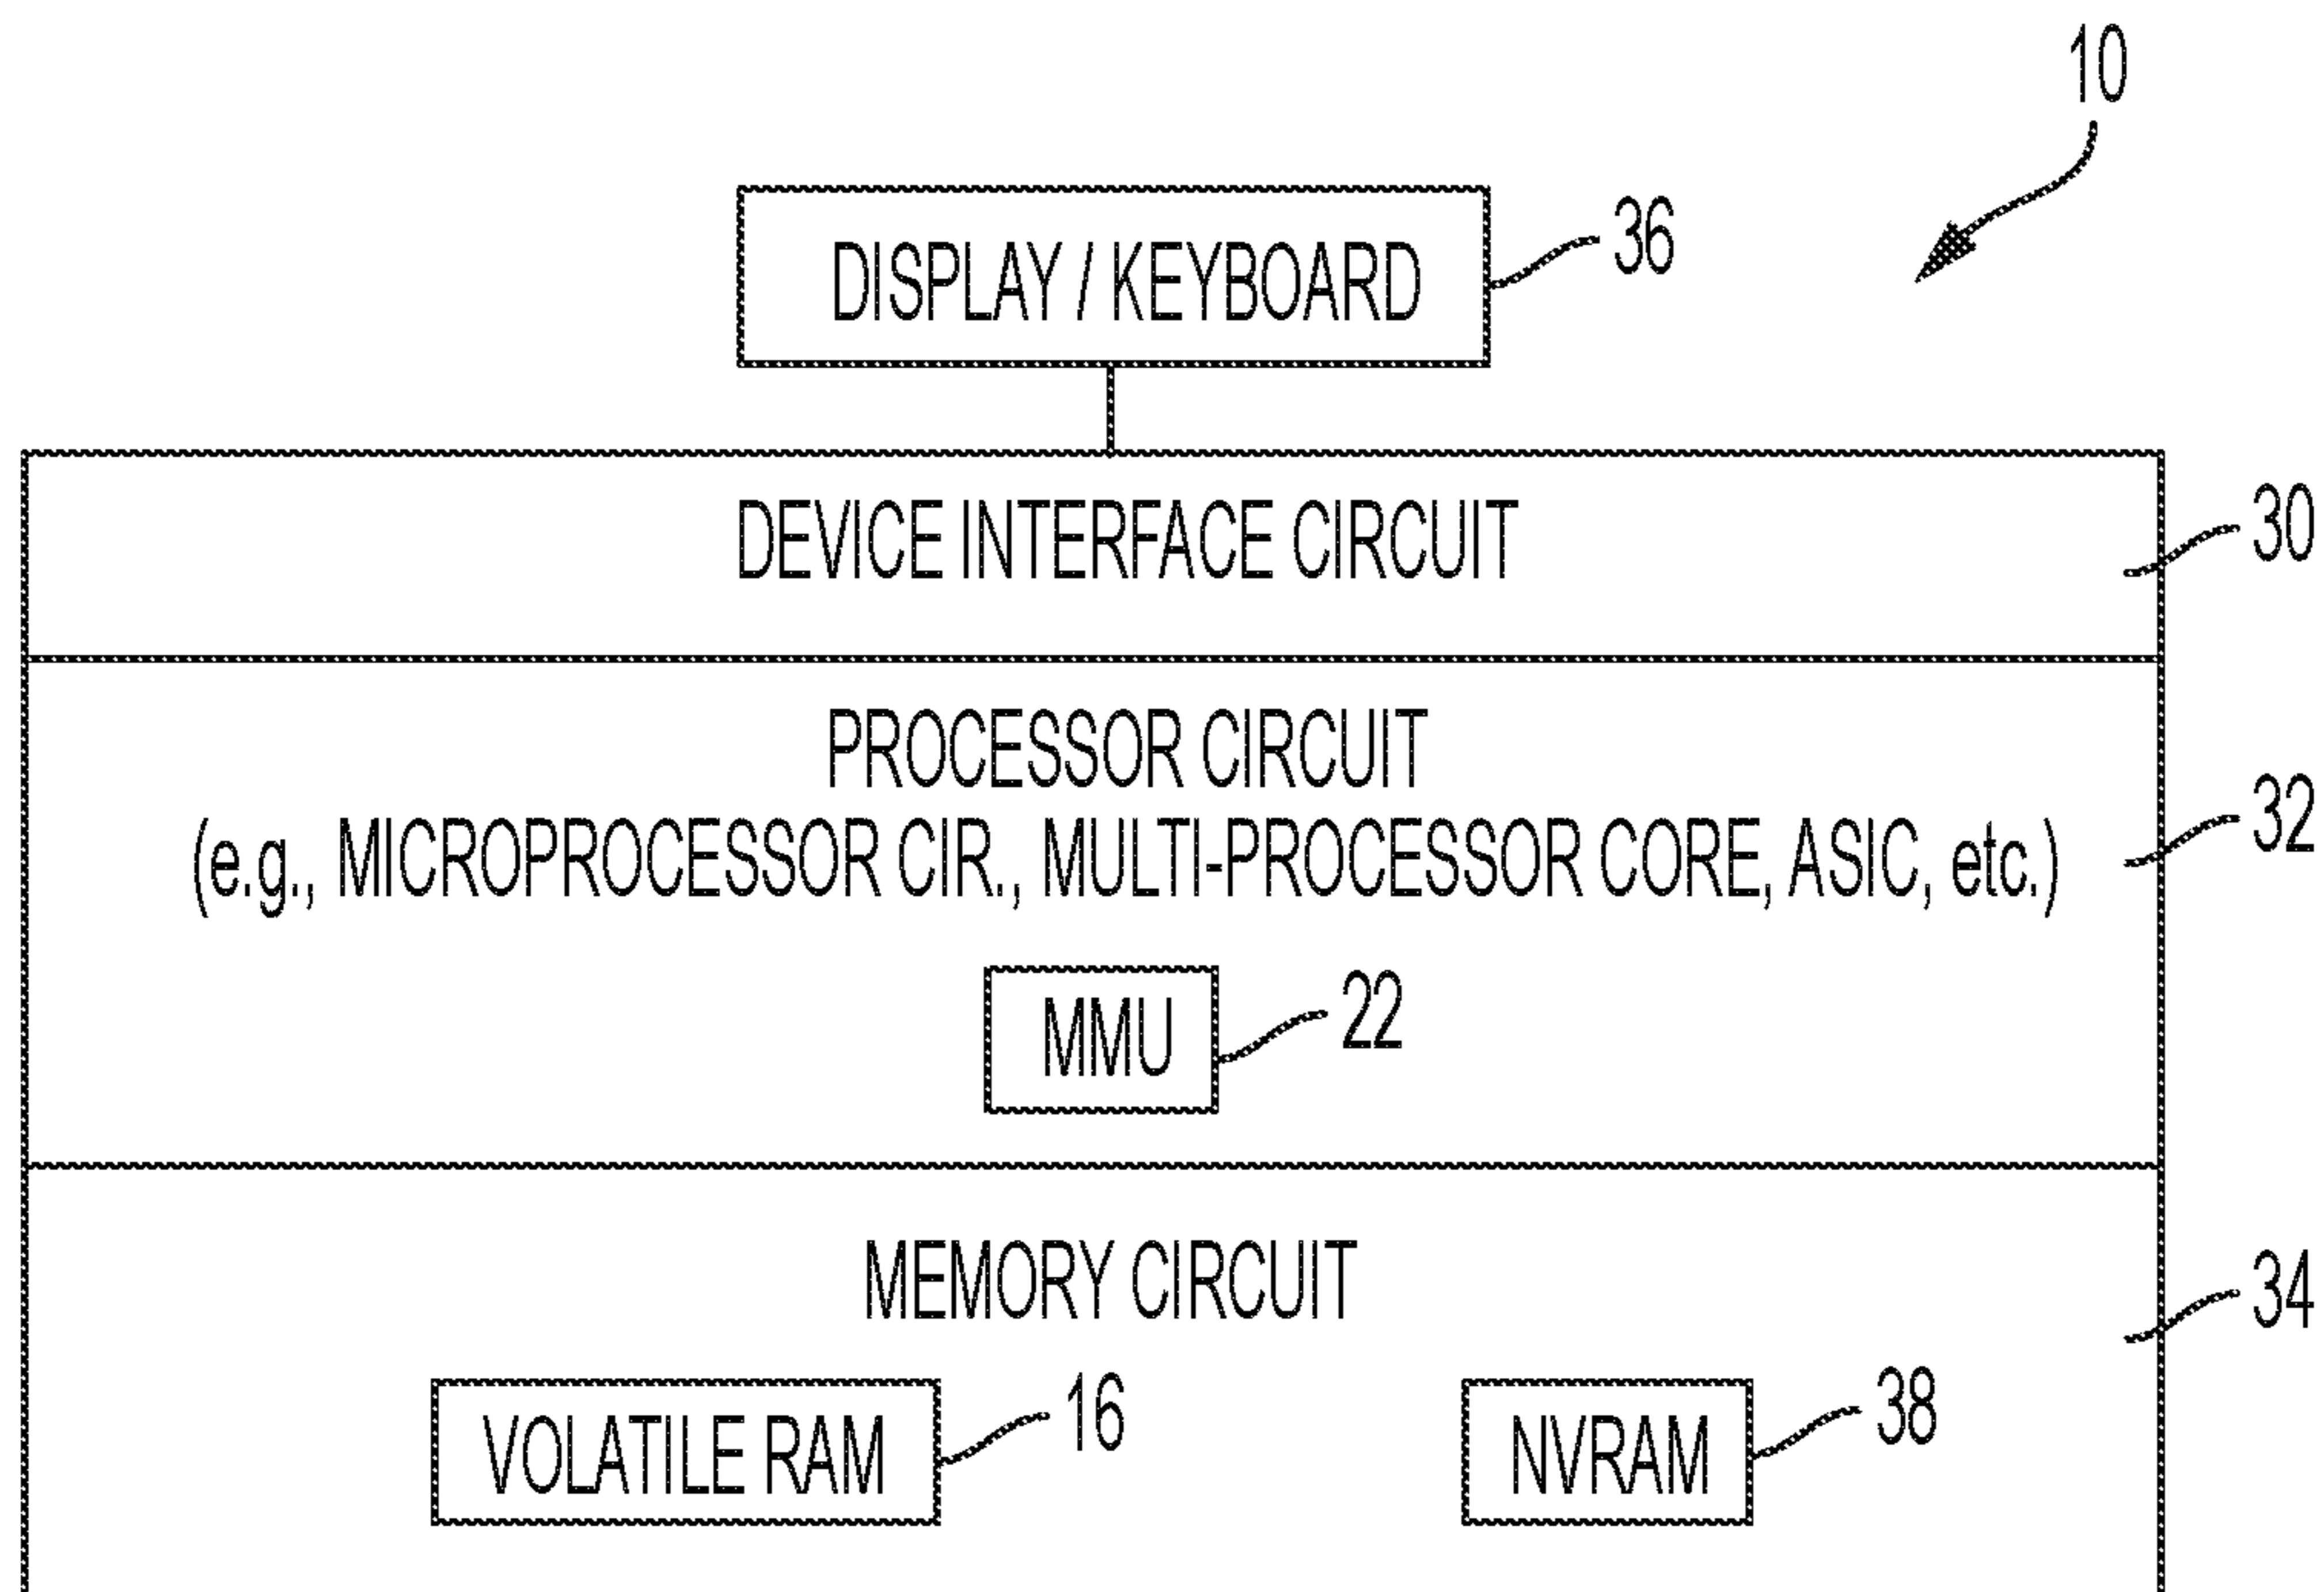 10
DISPLAY / KEYBOARD
36
DEVICE INTERFACE CIRCUIT
30
PROCESSOR CIRCUIT
(e.g., MICROPROCESSOR CIR., MULTI-PROCESSOR CORE, ASIC, etc.)
32
MMU
22
MEMORY CIRCUIT
34
VOLATILE RAM
16
NVRAM
38